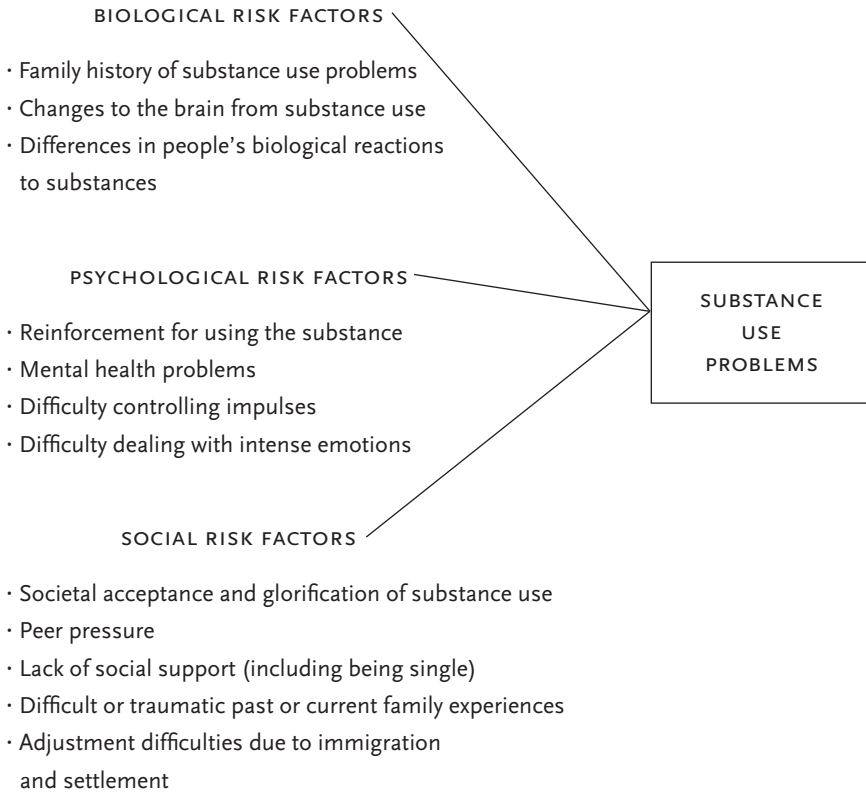 BIOLOGICAL RISK FACTORS
· Family history of substance use problems
· Changes to the brain from substance use
· Differences in people’s biological reactions
to substances
PSYCHOLOGICAL RISK FACTORS
· Reinforcement for using the substance
· Mental health problems
· Difficulty controlling impulses
· Difficulty dealing with intense emotions
SUBSTANCE
USE
PROBLEMS
SOCIAL RISK FACTORS
· Societal acceptance and glorification of substance use
· Peer pressure
· Lack of social support (including being single)
· Difficult or traumatic past or current family experiences
· Adjustment difficulties due to immigration
and settlement